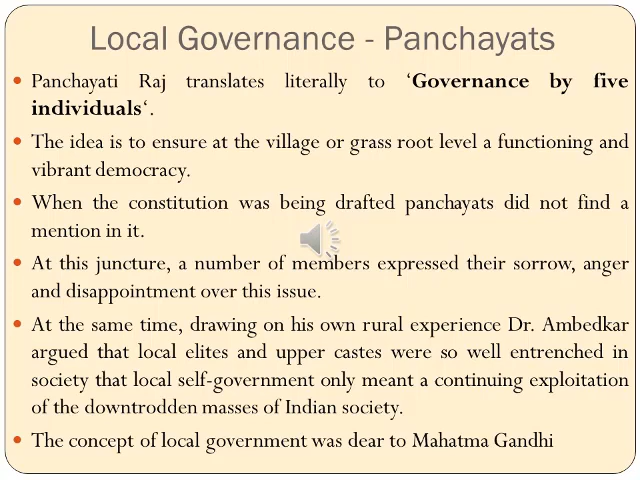 Local Governance - Panchayats
• Panchayati Raj translates literally to ‘Governance by five
individuals‘.
• The idea is to ensure at the village or grass root level a functioning and
vibrant democracy.
• When the constitution was being drafted panchayats did not find a
mention in it.
• At this juncture, a number of members expressed their sorrow, anger
and disappointment over this issue.
• At the same time, drawing on his own rural experience Dr. Ambedkar
argued that local elites and upper castes were so well entrenched in
society that local self-government only meant a continuing exploitation
of the downtrodden masses of Indian society.
• The concept of local government was dear to Mahatma Gandhi